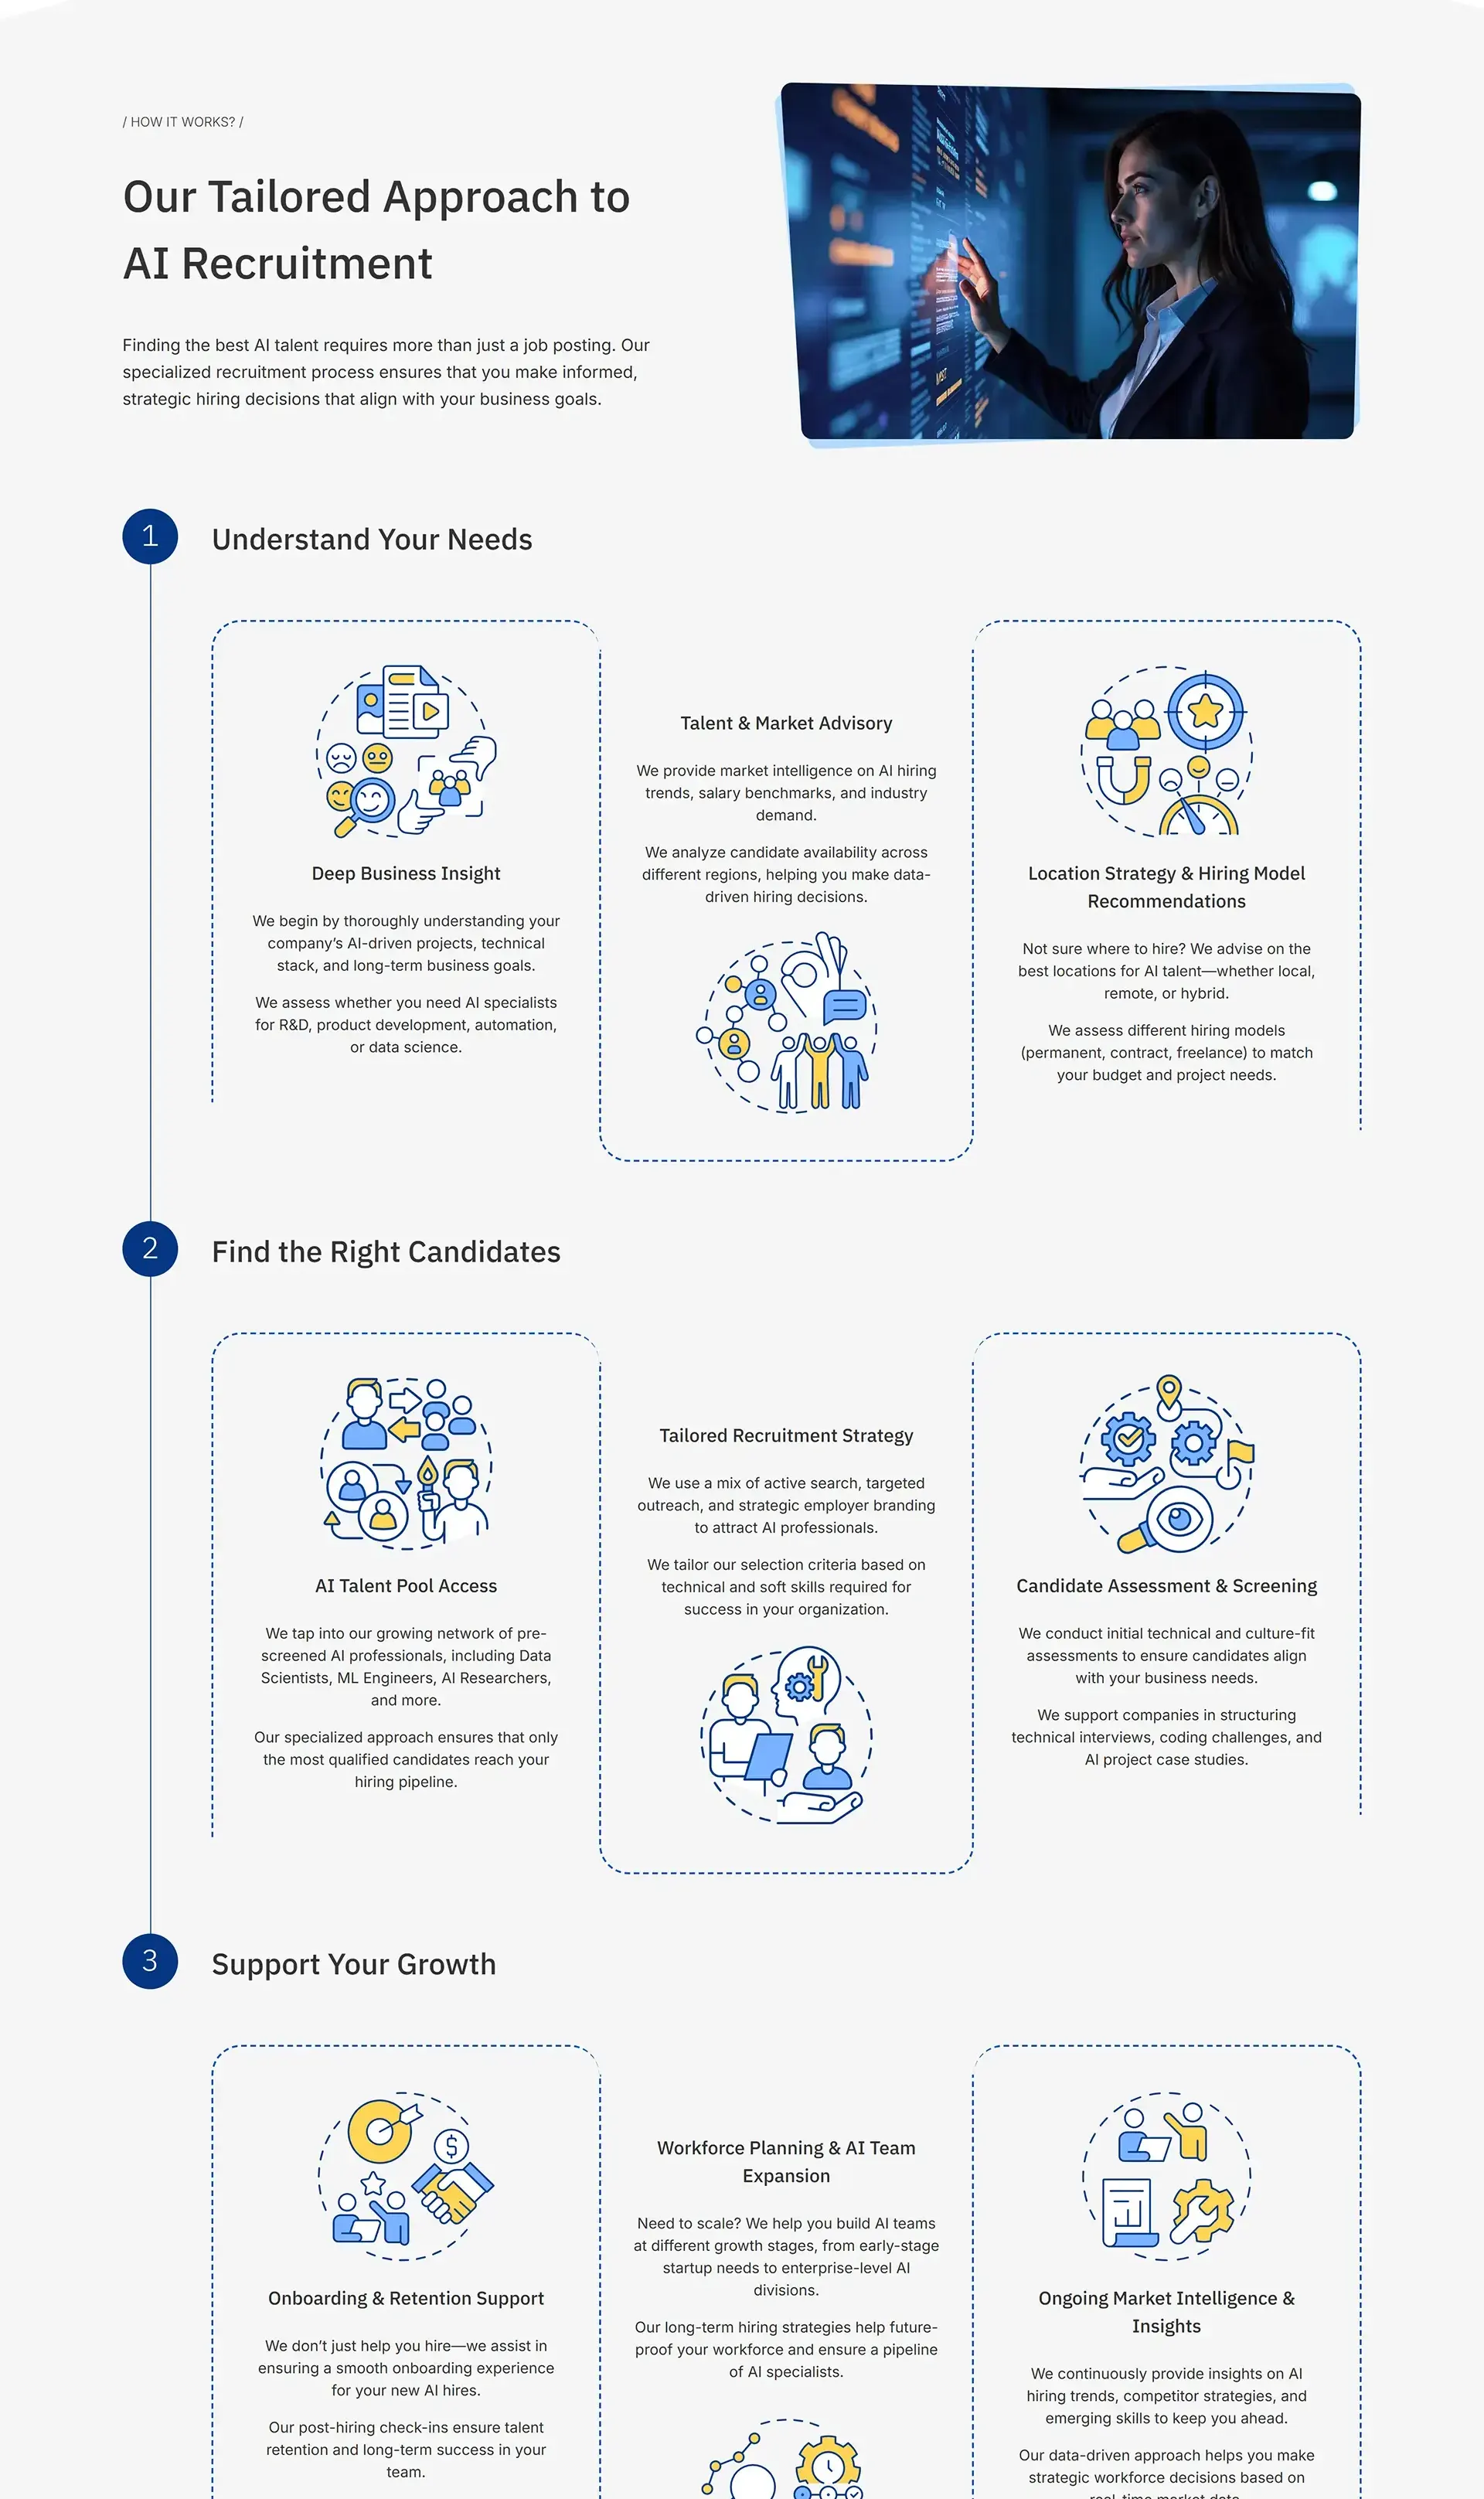 / HOW IT WORKS? /
Our Tailored Approach to
AI Recruitment
Finding the best AI talent requires more than just a job posting. Our
specialized recruitment process ensures that you make informed,
strategic hiring decisions that align with your business goals.
1
Understand Your Needs
Deep Business Insight
We begin by thoroughly understanding your
company’s AI-driven projects, technical
stack, and long-term business goals.
We assess whether you need AI specialists
for R&D, product development, automation,
or data science.
Talent & Market Advisory
We provide market intelligence on AI hiring
trends, salary benchmarks, and industry
demand.
We analyze candidate availability across
different regions, helping you make data-
driven hiring decisions.
Location Strategy & Hiring Model
Recommendations
Not sure where to hire? We advise on the
best locations for AI talent—whether local,
remote, or hybrid.
We assess different hiring models
(permanent, contract, freelance) to match
your budget and project needs.
2
Find the Right Candidates
AI Talent Pool Access
We tap into our growing network of pre-
screened AI professionals, including Data
Scientists, ML Engineers, AI Researchers,
and more.
Our specialized approach ensures that only
the most qualified candidates reach your
hiring pipeline.
Tailored Recruitment Strategy
We use a mix of active search, targeted
outreach, and strategic employer branding
to attract AI professionals.
We tailor our selection criteria based on
technical and soft skills required for
success in your organization.
Candidate Assessment & Screening
We conduct initial technical and culture-fit
assessments to ensure candidates align
with your business needs.
We support companies in structuring
technical interviews, coding challenges, and
AI project case studies.
3
Support Your Growth
$
Onboarding & Retention Support
We don’t just help you hire—we assist in
ensuring a smooth onboarding experience
for your new AI hires.
Our post-hiring check-ins ensure talent
retention and long-term success in your
team.
Workforce Planning & AI Team
Expansion
Need to scale? We help you build AI teams
at different growth stages, from early-stage
startup needs to enterprise-level AI
divisions.
Our long-term hiring strategies help future-
proof your workforce and ensure a pipeline
of AI specialists.
Ongoing Market Intelligence &
Insights
We continuously provide insights on AI
hiring trends, competitor strategies, and
emerging skills to keep you ahead.
Our data-driven approach helps you make
strategic workforce decisions based on
real-time market data.